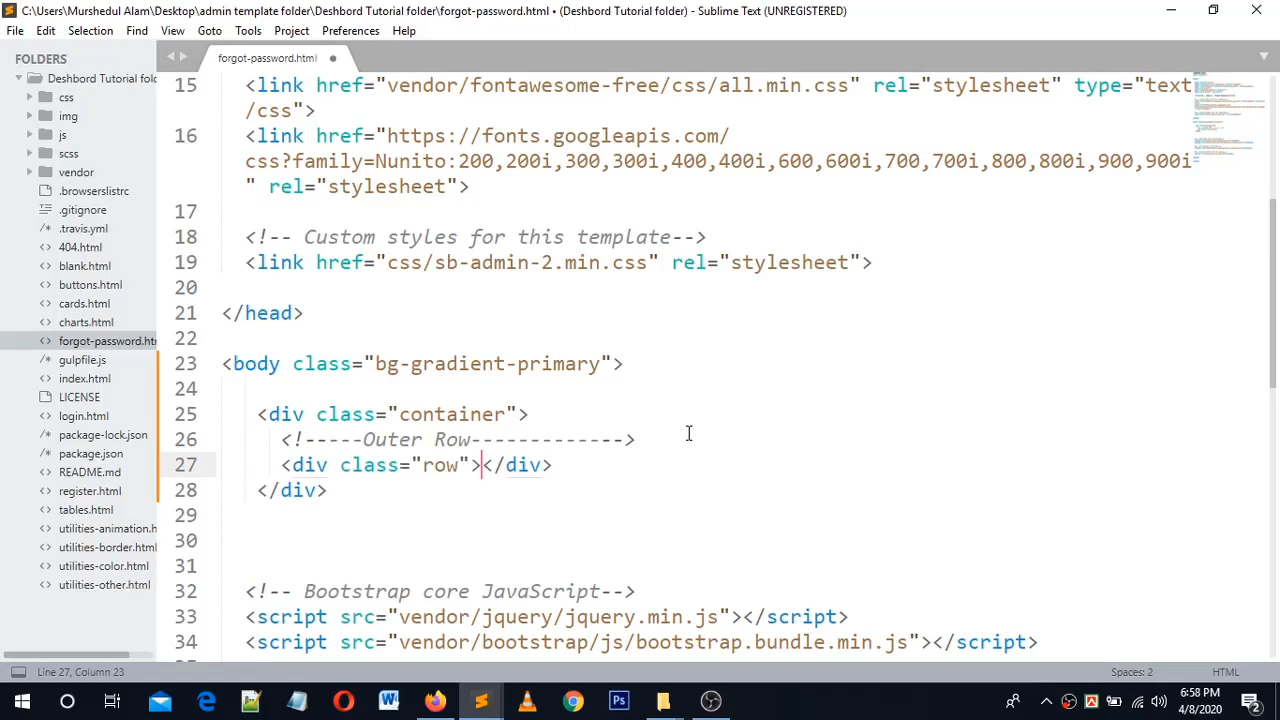 C:\Users\Murshedul Alam\Desktop\admin template folder\Deshbord Tutorial folder\forgot-password.html • (Deshbord Tutorial folder) - Sublime Text (UNREGISTERED)
File Edit Selection Find View Goto Tools Project Preferences Help
FOLDERS
Deshbord Tutorial fol
css
img
js
scss
vendor
.browserslistrc
.gitignore
.travis.yml
404.html
blank.html
buttons.html
cards.html
charts.html
forgot-password.ht
gulpfile.js
index.html
LICENSE
login.html
package-lock.json
package.json
README.md
register.html
tables.html
utilities-animation.h
utilities-border.html
utilities-color.html
utilities-other.html
forgot-password.html
15 <link href="vendor/fontawesome-free/css/all.min.css" rel="stylesheet" type="text
/css">
16 <link href="https://fonts.googleapis.com/
css?family=Nunito:200,200i,300,300i,400,400i,600,600i,700,700i,800,800i,900,900i
" rel="stylesheet">
17
18 <!-- Custom styles for this template-->
19 <link href="css/sb-admin-2.min.css" rel="stylesheet">
20
21 </head>
22
23 <body class="bg-gradient-primary">
24
25 <div class="container">
26 <!-----Outer Row------------->
27 <div class="row"></div>
28 </div>
29
30
31
32 <!-- Bootstrap core JavaScript-->
33 <script src="vendor/jquery/jquery.min.js"></script>
34 <script src="vendor/bootstrap/js/bootstrap.bundle.min.js"></script>
Line 27, Column 23
Spaces: 2
HTML
6:58 PM
4/8/2020